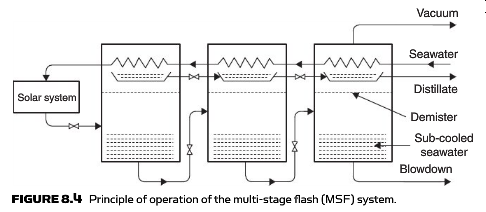 Vacuum
Seawater
Distillate
Solar system
Demister
Sub-cooled
seawater
Blowdown
FIGURE 8.4 Principle of operation of the multi-stage flash (MSF) system.